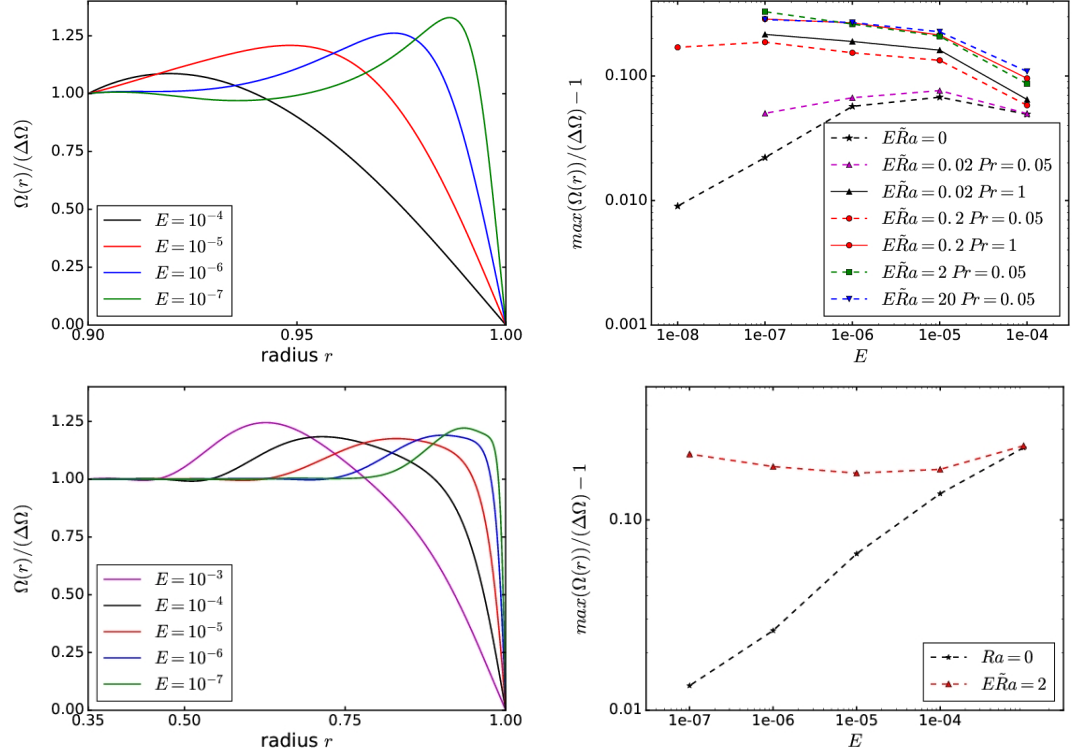 Ω(r)/(ΔΩ)
1.25
1.00
1.25
0.50
1.25
0.00
E=10⁻⁴
E=10⁻⁵
E=10⁻⁶
E=10⁻⁷
0.90
0.95
1.00
radius r
max(Ω(r))/(ΔΩ)−1
0.100
0.010
0.001
ER̃a=0
ER̃a=0.02 Pr=0.05
ER̃a=0.02 Pr=1
ER̃a=0.2 Pr=0.05
ER̃a=0.2 Pr=1
ER̃a=2 Pr=0.05
ER̃a=20 Pr=0.05
1e-08
1e-07
1e-06
1e-05
1e-04
E
Ω(r)/(ΔΩ)
1.25
1.00
1.25
0.50
1.25
0.00
E=10⁻³
E=10⁻⁴
E=10⁻⁵
E=10⁻⁶
E=10⁻⁷
0.35
0.50
0.75
1.00
radius r
max(Ω(r))/(ΔΩ)−1
0.10
0.01
Ra=0
ER̃a=2
1e-07
1e-06
1e-05
1e-04
E